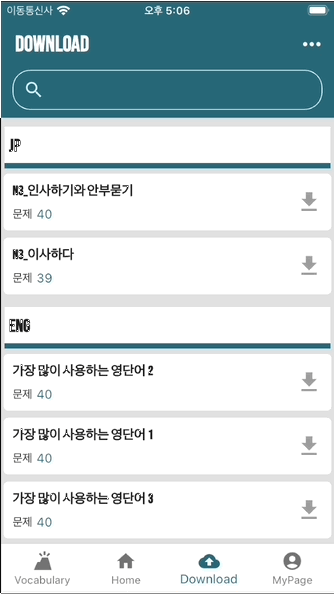 이동통신사 오후 5:06
DOWNLOAD
JP
N3_인사하기와 안부묻기
문제 40
N3_이사하다
문제 39
ENG
가장 많이 사용하는 영단어 2
문제 40
가장 많이 사용하는 영단어 1
문제 40
가장 많이 사용하는 영단어 3
문제 40
Vocabulary Home Download MyPage